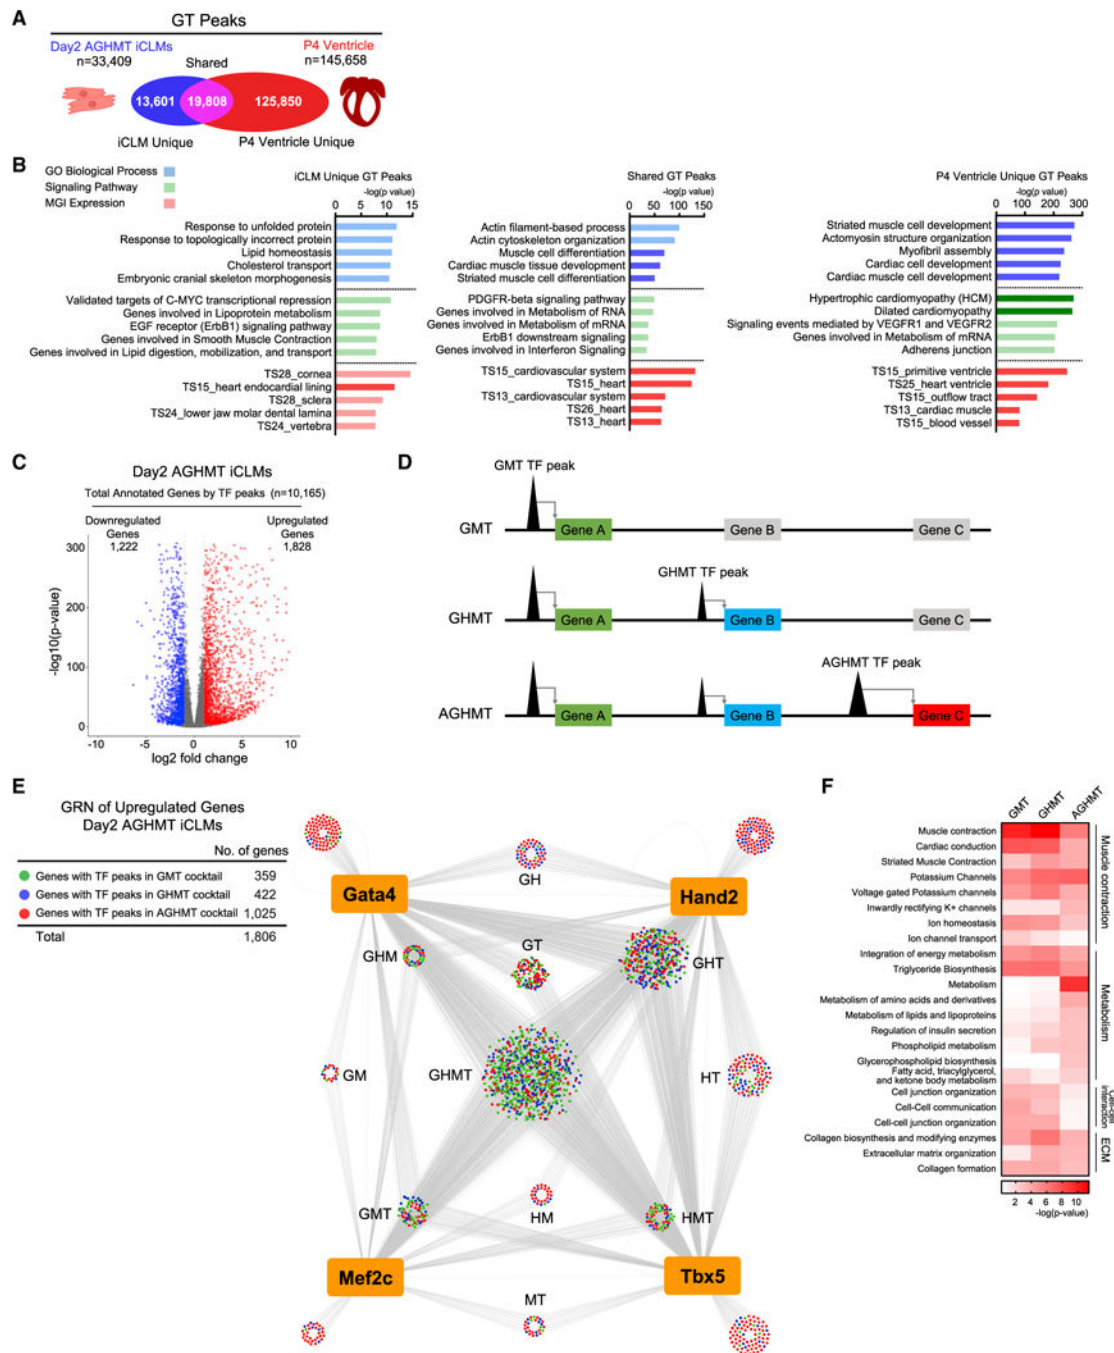 A
GT Peaks
Day2 AGHMT iCLMs
n=33,409
Shared
P4 Ventricle
n=145,658
13,601
19,808
125,850
iCLM Unique
P4 Ventricle Unique
B
GO Biological Process
Signaling Pathway
MGI Expression
iCLM Unique GT Peaks
-log(p value)
0 5 10 15
Response to unfolded protein
Response to topologically incorrect protein
Lipid homeostasis
Cholesterol transport
Embryonic cranial skeleton morphogenesis
Validated targets of C-MYC transcriptional repression
Genes involved in Lipoprotein metabolism
EGF receptor (ErbB1) signaling pathway
Genes involved in Smooth Muscle Contraction
Genes involved in Lipid digestion, mobilization, and transport
TS28_cornea
TS15_heart endocardial lining
TS28_sclera
TS24_lower jaw molar dental lamina
TS24_vertebra
Shared GT Peaks
-log(p value)
0 50 100 150
Actin filament-based process
Actin cytoskeleton organization
Muscle cell differentiation
Cardiac muscle tissue development
Striated muscle cell differentiation
PDGFR-beta signaling pathway
Genes involved in Metabolism of RNA
Genes involved in Metabolism of mRNA
ErbB1 downstream signaling
Genes involved in Interferon Signaling
TS15_cardiovascular system
TS15_heart
TS13_cardiovascular system
TS26_heart
TS13_heart
P4 Ventricle Unique GT Peaks
-log(p value)
0 100 200 300
Striated muscle cell development
Actomyosin structure organization
Myofibril assembly
Cardiac cell development
Cardiac muscle cell development
Hypertrophic cardiomyopathy (HCM)
Dilated cardiomyopathy
Signaling events mediated by VEGFR1 and VEGFR2
Genes involved in Metabolism of mRNA
Adherens junction
TS15_primitive ventricle
TS25_heart ventricle
TS15_outflow tract
TS13_cardiac muscle
TS15_blood vessel
C
Day2 AGHMT iCLMs
Total Annotated Genes by TF peaks (n=10,165)
Downregulated
Genes
1,222
Upregulated
Genes
1,828
-log10(p-value)
300
200
100
0
-10 -5 0 5 10
log2 fold change
D
GMT TF peak
GMT
Gene A
Gene B
Gene C
GHMT TF peak
GHMT
Gene A
Gene B
Gene C
AGHMT TF peak
AGHMT
Gene A
Gene B
Gene C
E
GRN of Upregulated Genes
Day2 AGHMT iCLMs
No. of genes
Genes with TF peaks in GMT cocktail 359
Genes with TF peaks in GHMT cocktail 422
Genes with TF peaks in AGHMT cocktail 1,025
Total 1,806
Gata4
GH
Hand2
GHM
GT
GHT
GM
GHMT
HT
GMT
HM
HMT
Mef2c
MT
Tbx5
F
GMT
GHMT
AGHMT
Muscle contraction
Cardiac conduction
Striated Muscle Contraction
Potassium Channels
Voltage gated Potassium channels
Inwardly rectifying K+ channels
Ion homeostasis
Ion channel transport
Integration of energy metabolism
Triglyceride Biosynthesis
Metabolism
Metabolism of amino acids and derivatives
Metabolism of lipids and lipoproteins
Regulation of insulin secretion
Phospholipid metabolism
Glycerophospholipid biosynthesis
Fatty acid, triacylglycerol,
and ketone body metabolism
Cell junction organization
Cell-Cell communication
Cell-cell junction organization
Collagen biosynthesis and modifying enzymes
Extracellular matrix organization
Collagen formation
Muscle contraction
Metabolism
Cell-cell
interaction
ECM
2 4 6 8 10
-log(p-value)